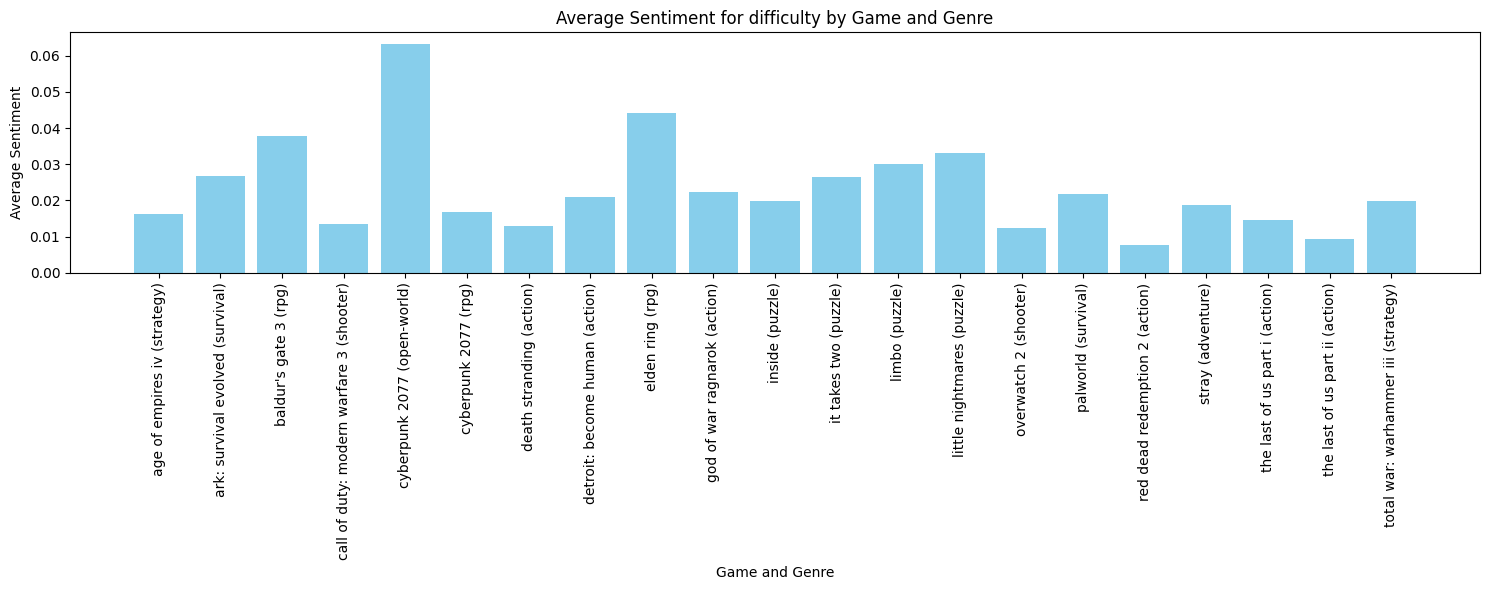 Average Sentiment for difficulty by Game and Genre
Average Sentiment
0.06
0.05
0.04
0.03
0.02
0.01
0.00
age of empires iv (strategy)
ark: survival evolved (survival)
baldur's gate 3 (rpg)
call of duty: modern warfare 3 (shooter)
cyberpunk 2077 (open-world)
cyberpunk 2077 (rpg)
death stranding (action)
detroit: become human (action)
elden ring (rpg)
god of war ragnarok (action)
inside (puzzle)
it takes two (puzzle)
limbo (puzzle)
little nightmares (puzzle)
overwatch 2 (shooter)
palworld (survival)
red dead redemption 2 (action)
stray (adventure)
the last of us part i (action)
the last of us part ii (action)
total war: warhammer iii (strategy)
Game and Genre